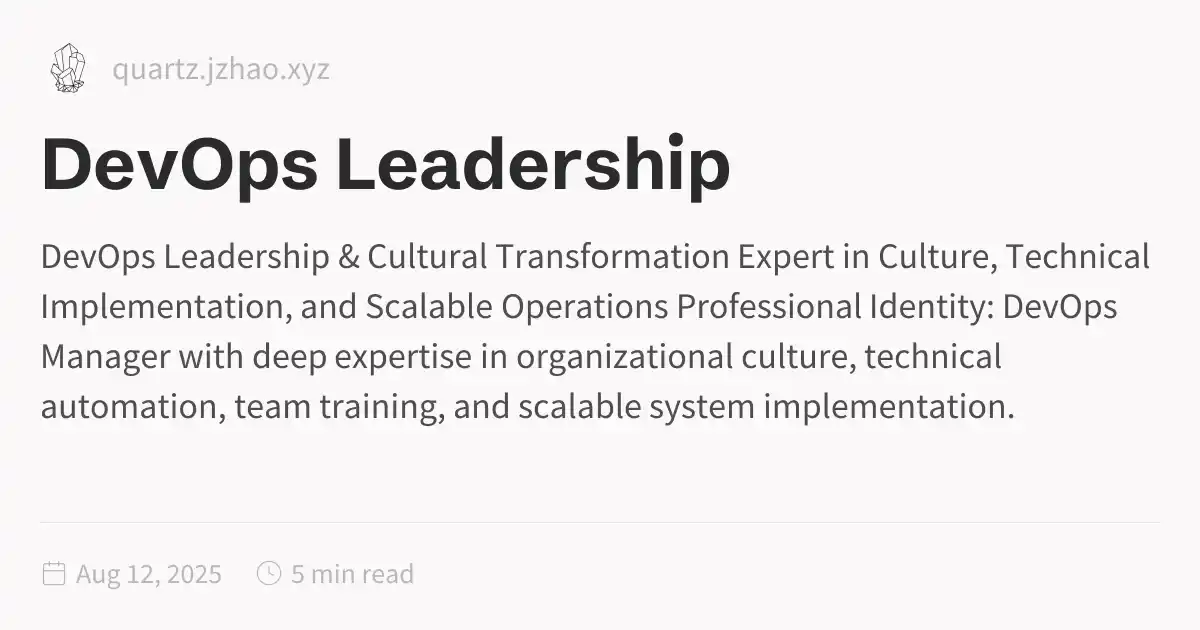 quartz.jzhao.xyz
DevOps Leadership
DevOps Leadership & Cultural Transformation Expert in Culture, Technical
Implementation, and Scalable Operations Professional Identity: DevOps
Manager with deep expertise in organizational culture, technical
automation, team training, and scalable system implementation.
Aug 12, 2025 5 min read